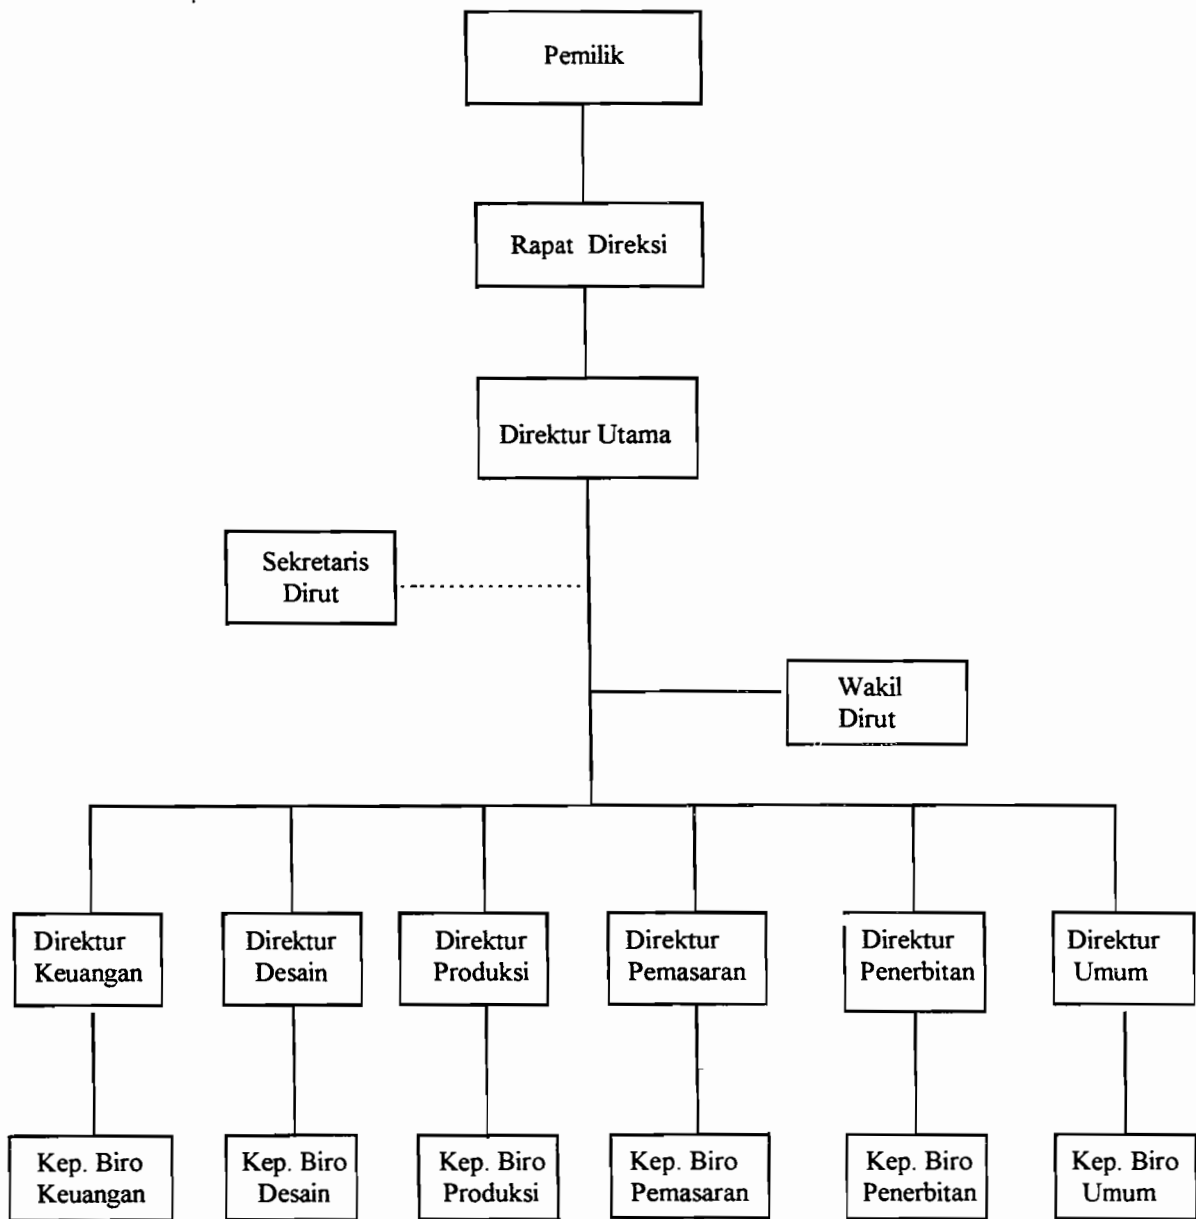 Pemilik
Rapat Direksi
Direktur Utama
Sekretaris
Dirut
Wakil
Dirut
Direktur
Keuangan
Direktur
Desain
Direktur
Produksi
Direktur
Pemasaran
Direktur
Penerbitan
Direktur
Umum
Kep. Biro
Keuangan
Kep. Biro
Desain
Kep. Biro
Produksi
Kep. Biro
Pemasaran
Kep. Biro
Penerbitan
Kep. Biro
Umum